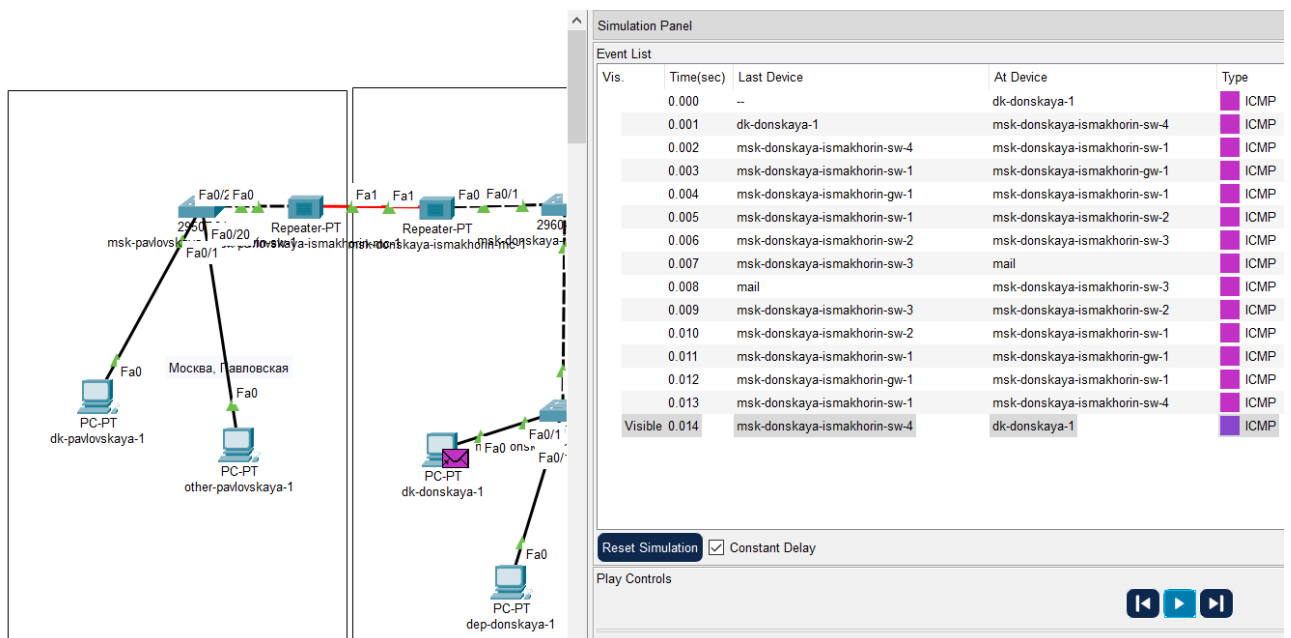 Simulation Panel
Event List
Vis. Time(sec) Last Device At Device Type
0.000 -- dk-donskaya-1 ICMP
0.001 dk-donskaya-1 msk-donskaya-ismakhorin-sw-4 ICMP
0.002 msk-donskaya-ismakhorin-sw-4 msk-donskaya-ismakhorin-sw-1 ICMP
0.003 msk-donskaya-ismakhorin-sw-1 msk-donskaya-ismakhorin-gw-1 ICMP
0.004 msk-donskaya-ismakhorin-gw-1 msk-donskaya-ismakhorin-sw-1 ICMP
0.005 msk-donskaya-ismakhorin-sw-1 msk-donskaya-ismakhorin-sw-2 ICMP
0.006 msk-donskaya-ismakhorin-sw-2 msk-donskaya-ismakhorin-sw-3 ICMP
0.007 msk-donskaya-ismakhorin-sw-3 mail ICMP
0.008 mail msk-donskaya-ismakhorin-sw-3 ICMP
0.009 msk-donskaya-ismakhorin-sw-3 msk-donskaya-ismakhorin-sw-2 ICMP
0.010 msk-donskaya-ismakhorin-sw-2 msk-donskaya-ismakhorin-sw-1 ICMP
0.011 msk-donskaya-ismakhorin-sw-1 msk-donskaya-ismakhorin-gw-1 ICMP
0.012 msk-donskaya-ismakhorin-gw-1 msk-donskaya-ismakhorin-sw-1 ICMP
0.013 msk-donskaya-ismakhorin-sw-1 msk-donskaya-ismakhorin-sw-4 ICMP
Visible 0.014 msk-donskaya-ismakhorin-sw-4 dk-donskaya-1 ICMP
Reset Simulation Constant Delay
Play Controls
Fa0/2 Fa0 Fa1 Fa1 Fa0 Fa0/1
Repeater-PT Repeater-PT 2960
Fa0/20
Fa0/1
Fa0
Москва, Павловская
Fa0
PC-PT
dk-pavlovskaya-1
PC-PT
other-pavlovskaya-1
Fa0/1
Fa0
Fa0/
PC-PT
dk-donskaya-1
Fa0
PC-PT
dep-donskaya-1